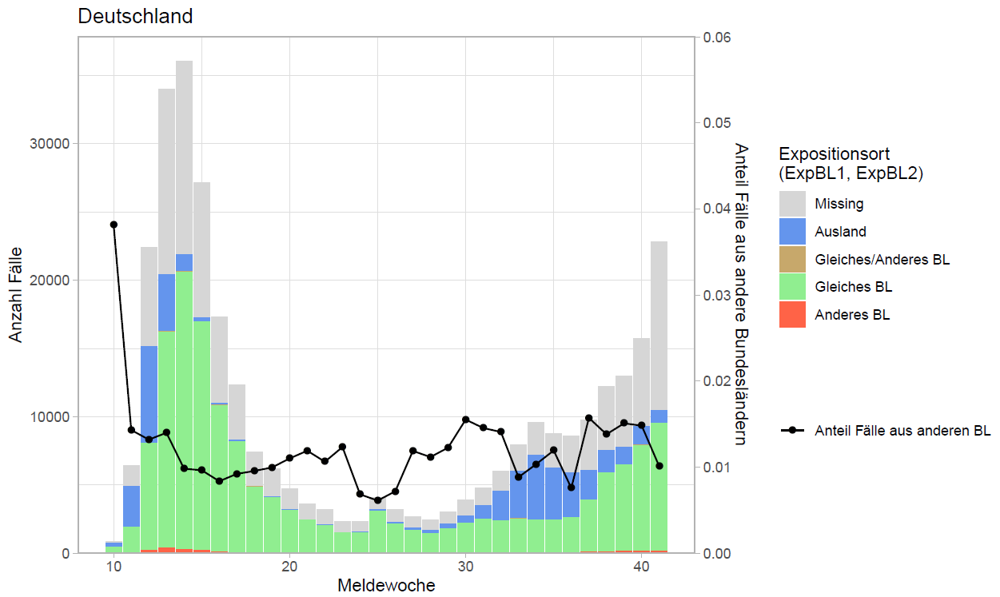 Deutschland
Anzahl Fälle
30000
20000
10000
0
10
20
30
40
Meldewoche
0.06
0.05
0.04
0.03
0.02
0.01
0.00
Anteil Fälle aus andere Bundesländern
Expositionsort
(ExpBL1, ExpBL2)
Missing
Ausland
Gleiches/Anderes BL
Gleiches BL
Anderes BL
Anteil Fälle aus anderen BL